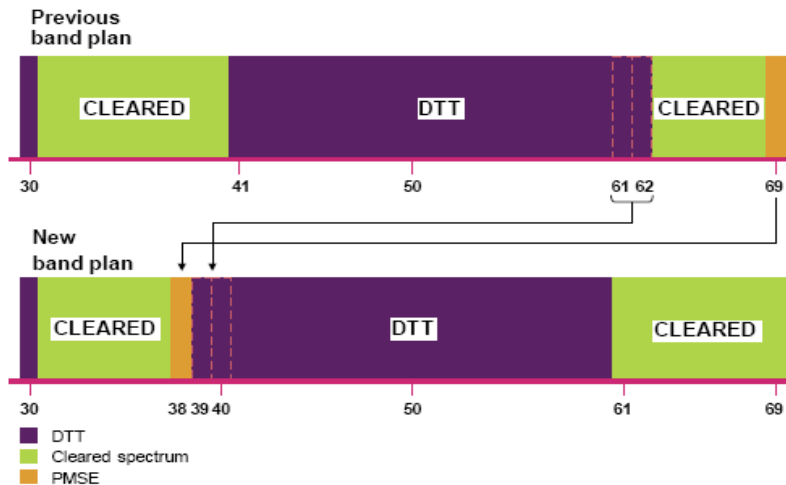 Previous
band plan
CLEARED DTT CLEARED
30 41 50 61 62 69
New
band plan
CLEARED DTT CLEARED
30 38 39 40 50 61 69
DTT
Cleared spectrum
PMSE